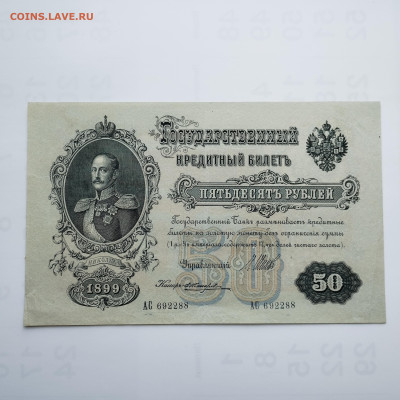 COINS.LAVE.RU
Государственный
КРЕДИТНЫЙ БИЛЕТЪ
ПЯТЬДЕСЯТЪ РУБЛЕЙ
Государственный Банкъ размѣниваетъ кредитные
билеты на золотую монету безъ ограниченія суммы
Управляющій
50
50
1899
АС 692288
АС 692288